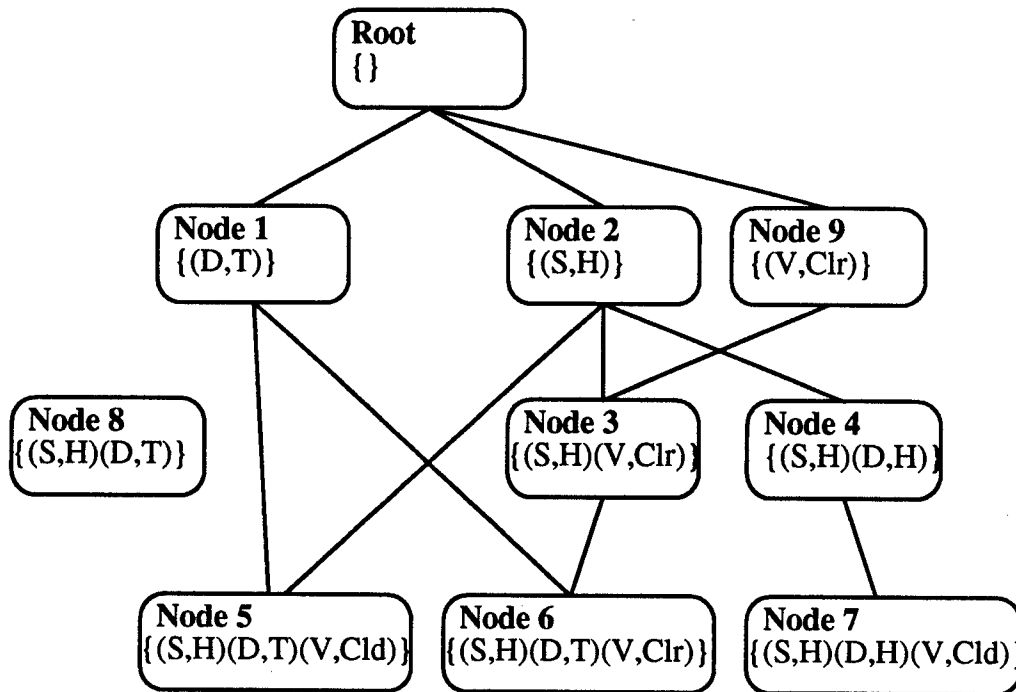 Root
{}
Node 1
{(D,T)}
Node 2
{(S,H)}
Node 9
{(V,Clr)}
Node 8
{(S,H)(D,T)}
Node 3
{(S,H)(V,Clr)}
Node 4
{(S,H)(D,H)}
Node 5
{(S,H)(D,T)(V,Cld)}
Node 6
{(S,H)(D,T)(V,Clr)}
Node 7
{(S,H)(D,H)(V,Cld)}